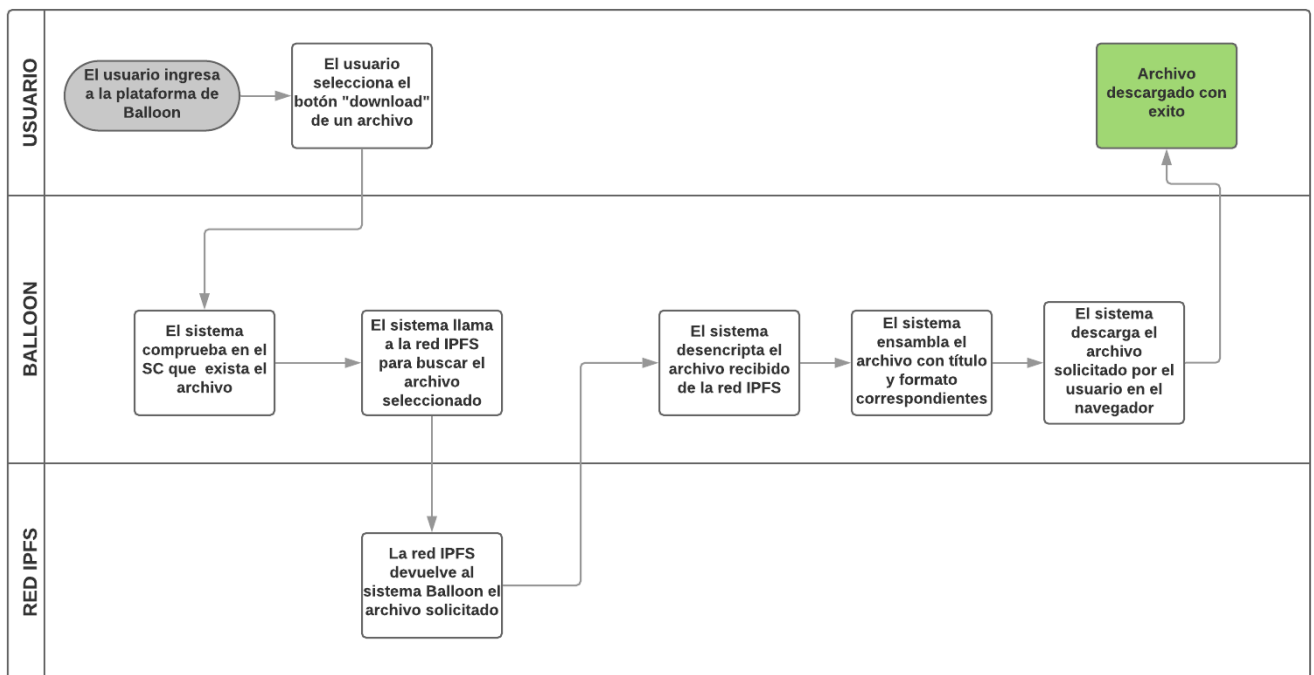 USUARIO
El usuario ingresa
a la plataforma de
Balloon
El usuario
selecciona el
botón "download"
de un archivo
Archivo
descargado con
exito
BALLOON
El sistema
comprueba en el
SC que exista el
archivo
El sistema llama
a la red IPFS
para buscar el
archivo
seleccionado
El sistema
desencripta el
archivo recibido
de la red IPFS
El sistema
ensambla el
archivo con título
y formato
correspondientes
El sistema
descarga el
archivo
solicitado por el
usuario en el
navegador
RED IPFS
La red IPFS
devuelve al
sistema Balloon el
archivo solicitado